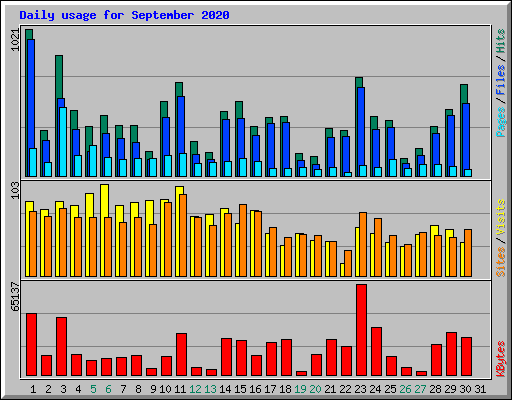 Daily usage for September 2020
1021
103
65137
Pages / Files / Hits
Sites / Visits
KBytes
1 2 3 4 5 6 7 8 9 10 11 12 13 14 15 16 17 18 19 20 21 22 23 24 25 26 27 28 29 30 31